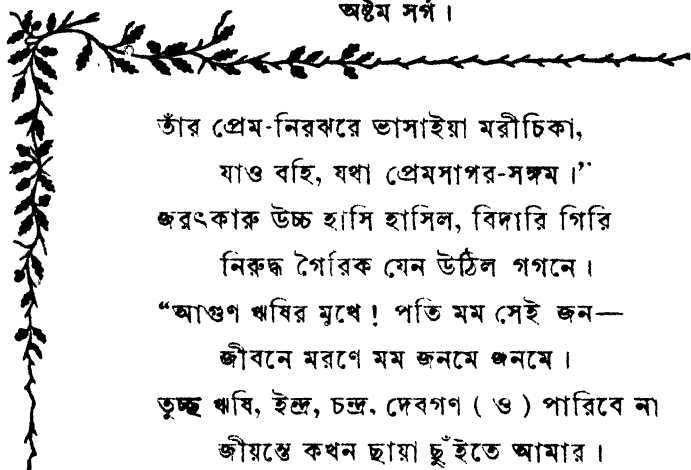 অষ্টম সর্গ।
তাঁর প্রেম-নিরঝরে ভাসাইয়া মরীচিকা,
যাও বহি, যথা প্রেমসাগর-সঙ্গম।”
জরৎকারু উচ্চ হাসি হাসিল, বিদারি গিরি
নিরুদ্ধ গৈরিক যেন উঠিল গগনে।
“আগুণ ঋষির মুখে! পতি মম সেই জন—
জীবনে মরণে মম জনমে জনমে।
তুচ্ছ ঋষি, ইন্দ্র, চন্দ্র, দেবগণ ( ও ) পারিবে না
জীয়ন্তে কখন ছায়া ছুঁইতে আমার।